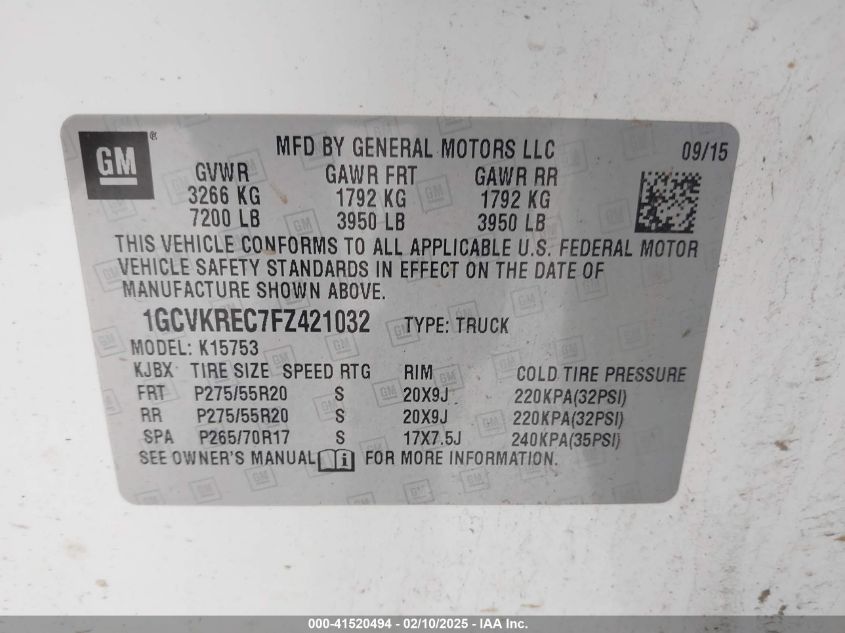 GM ® MFD BY GENERAL MOTORS LLC 09/15
GVWR GAWR FRT GAWR RR
3266 KG 1792 KG 1792 KG
7200 LB 3950 LB 3950 LB
THIS VEHICLE CONFORMS TO ALL APPLICABLE U.S. FEDERAL MOTOR
VEHICLE SAFETY STANDARDS IN EFFECT ON THE DATE OF
MANUFACTURE SHOWN ABOVE.
1GCVKREC7FZ421032 TYPE: TRUCK
MODEL: K15753
KJBX TIRE SIZE SPEED RTG RIM COLD TIRE PRESSURE
FRT P275/55R20 S 20X9J 220KPA(32PSI)
RR P275/55R20 S 20X9J 220KPA(32PSI)
SPA P265/70R17 S 17X7.5J 240KPA(35PSI)
SEE OWNER'S MANUAL i FOR MORE INFORMATION.
000-41520494 - 02/10/2025 - IAA Inc.